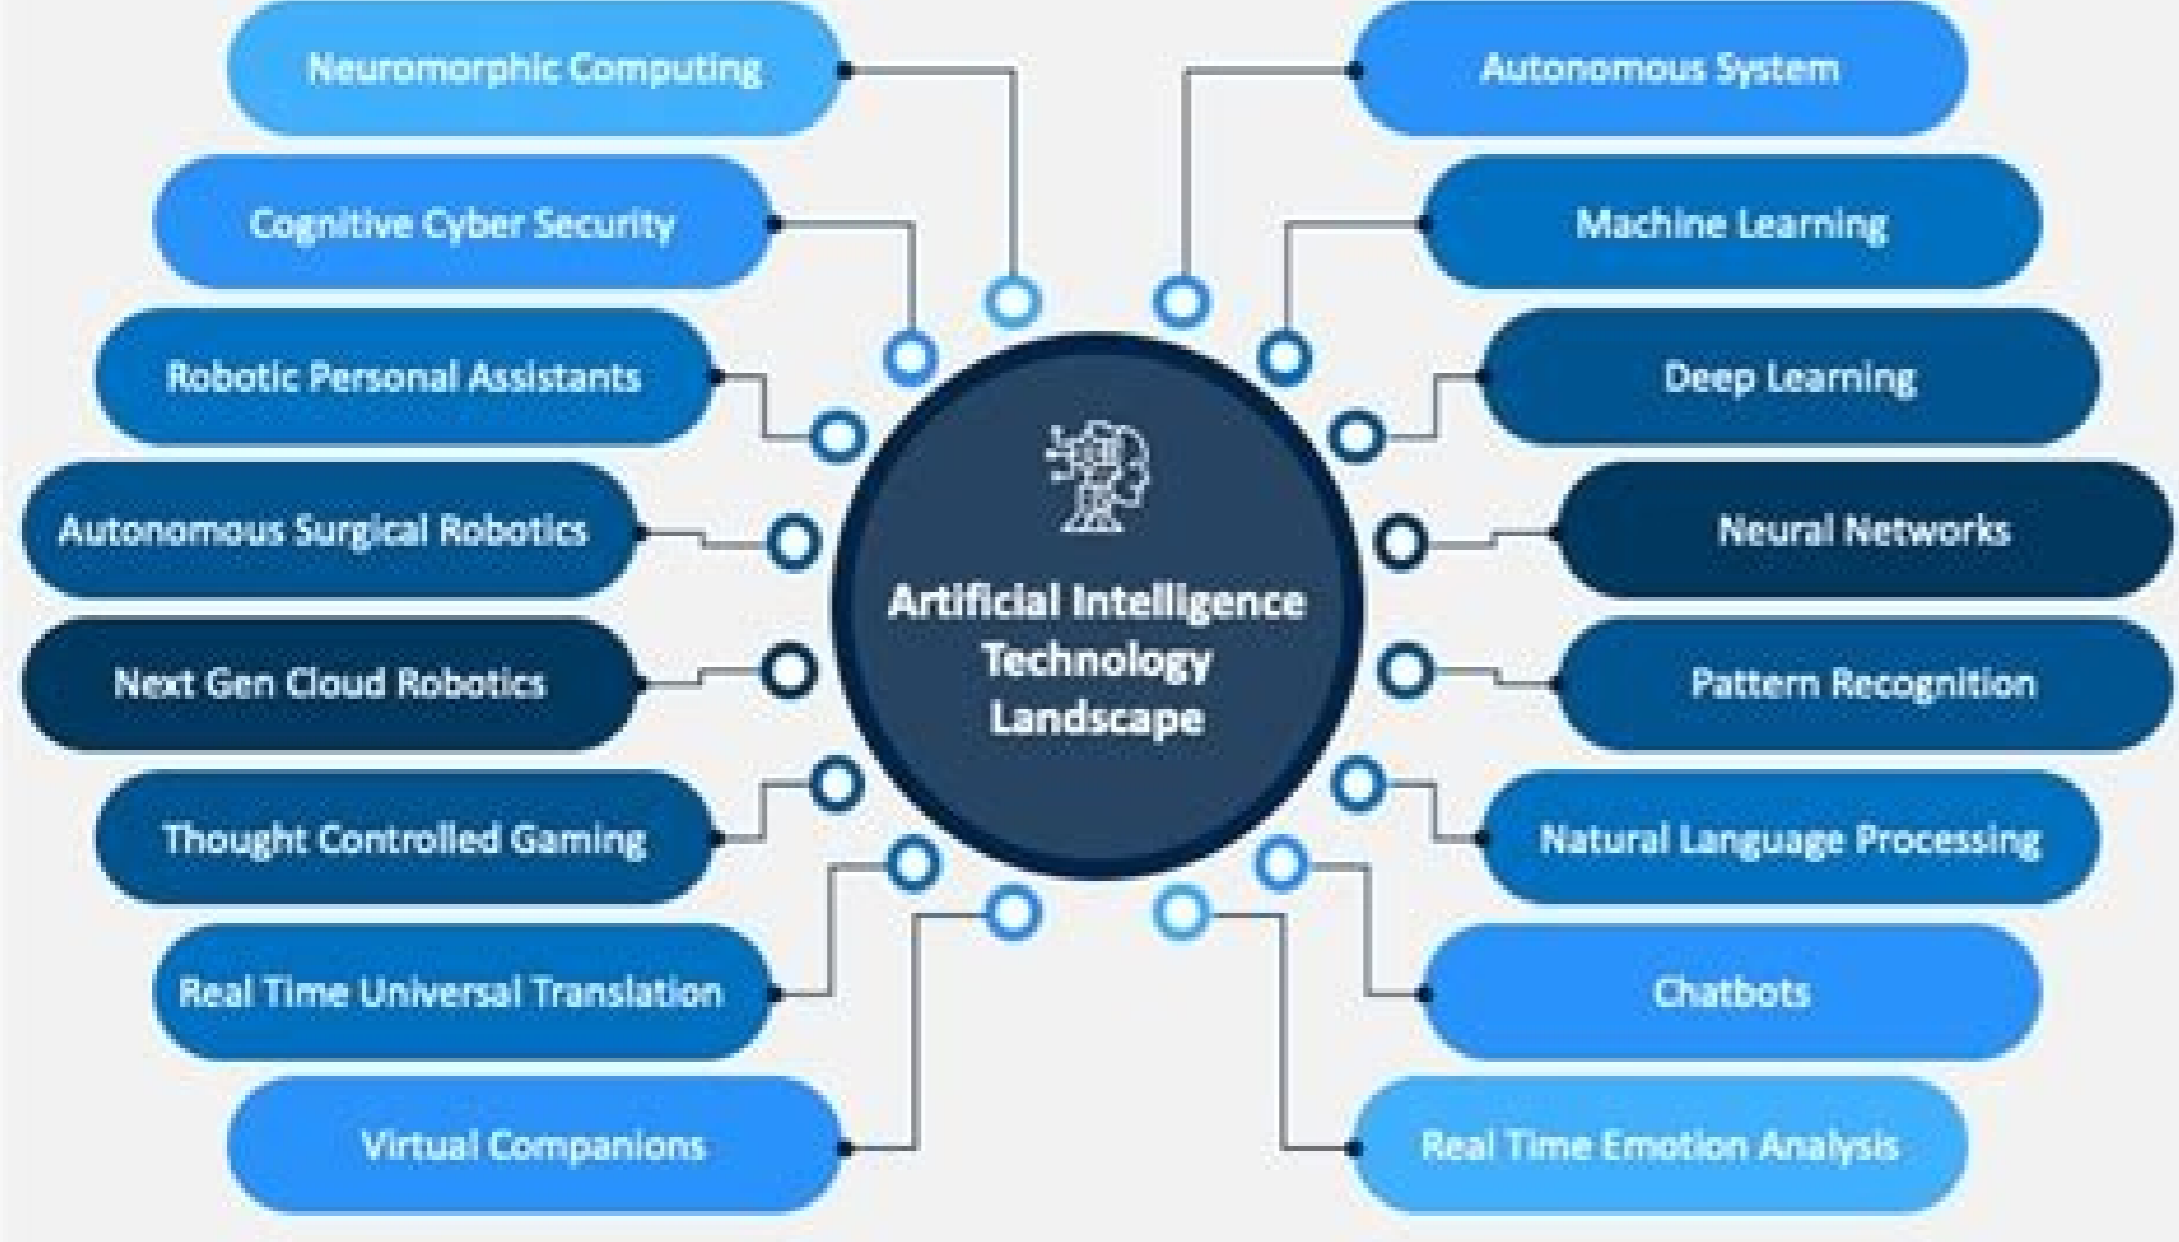 Neuromorphic Computing
Cognitive Cyber Security
Robotic Personal Assistants
Autonomous Surgical Robotics
Next Gen Cloud Robotics
Thought Controlled Gaming
Real Time Universal Translation
Virtual Companions
Artificial Intelligence
Technology
Landscape
Autonomous System
Machine Learning
Deep Learning
Neural Networks
Pattern Recognition
Natural Language Processing
Chatbots
Real Time Emotion Analysis